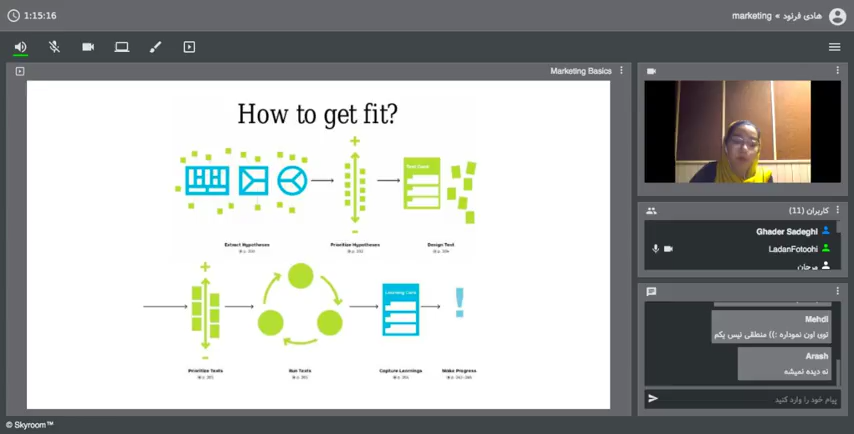 1:15:16
هادی فرنود » marketing
Marketing Basics
How to get fit?
Test Card
Extract Hypotheses
Prioritize Hypotheses
Design Test
Learning Card
Prioritize Tests
Run Tests
Capture Learnings
Make Progress
کاربران (11)
Ghader Sadeghi
LadanFotoohi
مرجان
Mehdi
توی اون نموداره :)) منطقی نیس یکم
Arash
نه دیده نمیشه
پیام خود را وارد کنید
© Skyroom™